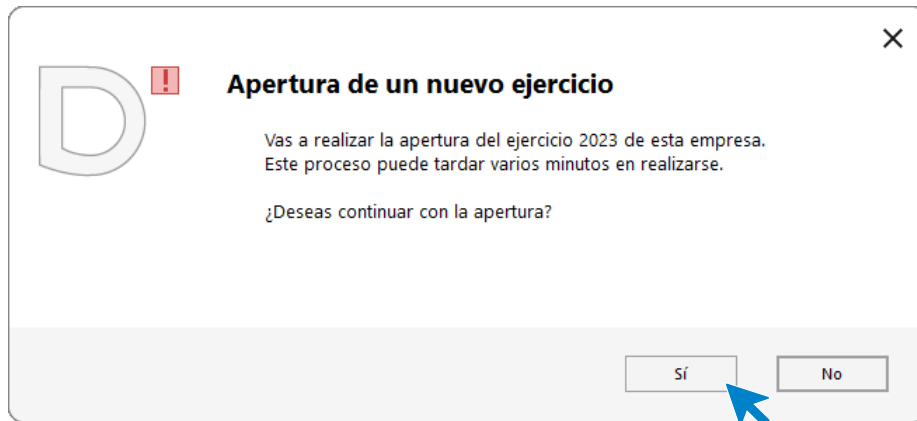 D!
Apertura de un nuevo ejercicio
Vas a realizar la apertura del ejercicio 2023 de esta empresa.
Este proceso puede tardar varios minutos en realizarse.
¿Deseas continuar con la apertura?
Sí
No